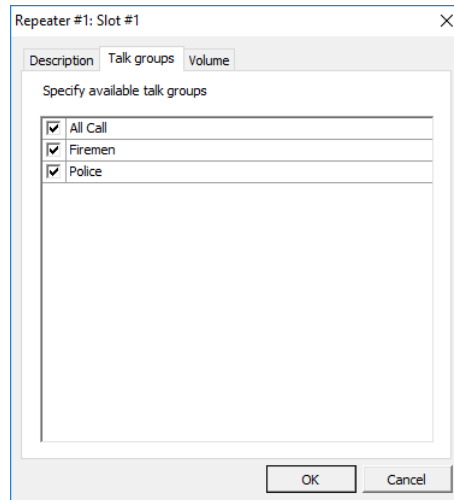 Repeater #1: Slot #1
Description Talk groups Volume
Specify available talk groups
All Call
Firemen
Police
OK Cancel